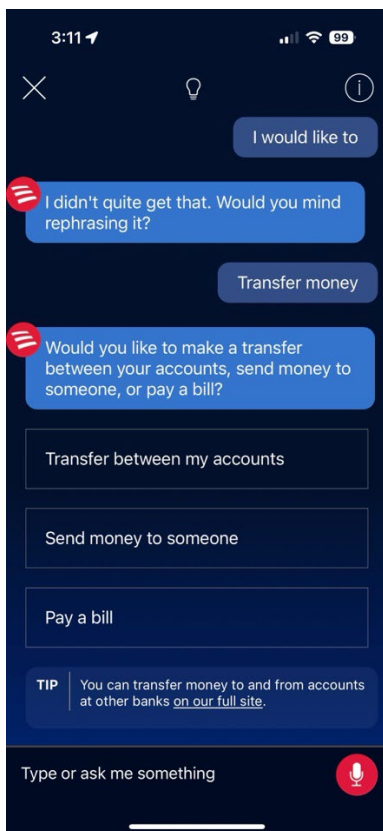 3:11
99
I would like to
I didn't quite get that. Would you mind
rephrasing it?
Transfer money
Would you like to make a transfer
between your accounts, send money to
someone, or pay a bill?
Transfer between my accounts
Send money to someone
Pay a bill
TIP
You can transfer money to and from accounts
at other banks on our full site.
Type or ask me something